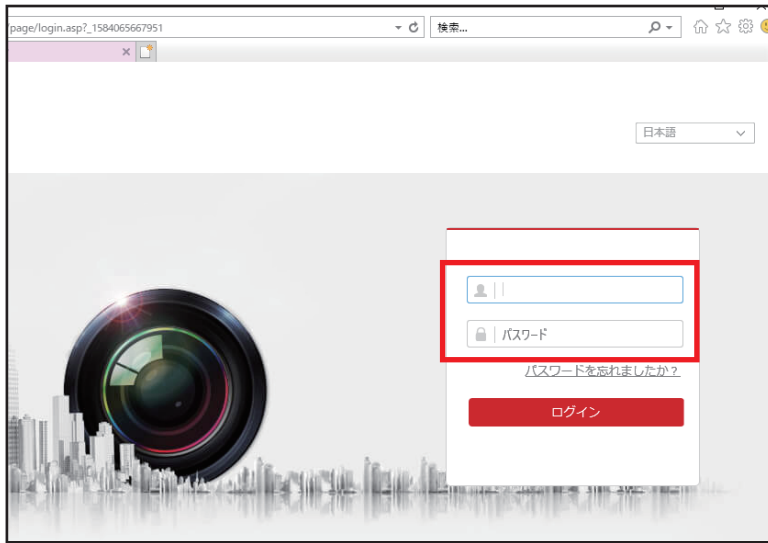 page/login.asp?_1584065667951
検索...
日本語
パスワード
パスワードを忘れましたか?
ログイン